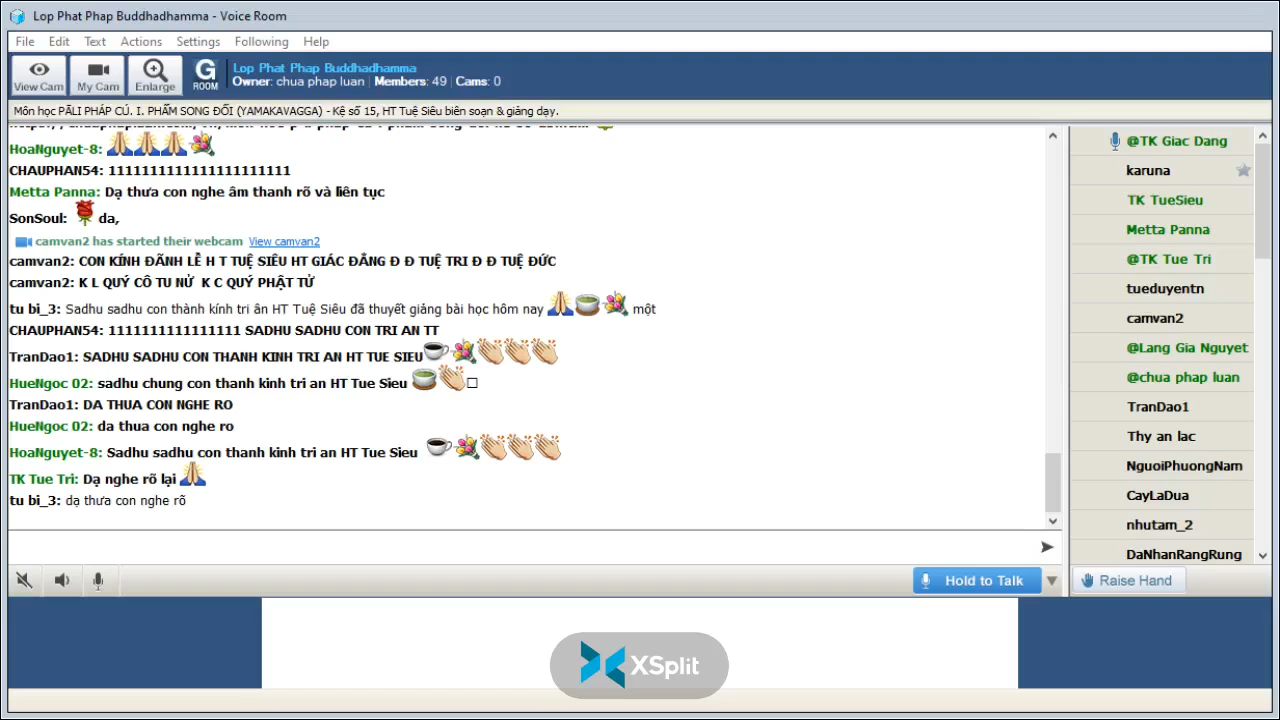 Lop Phat Phap Buddhadhamma - Voice Room
File Edit Text Actions Settings Following Help
View Cam My Cam Enlarge G ROOM
Lop Phat Phap Buddhadhamma
Owner: chua phap luan | Members: 49 | Cams: 0
Môn học PĀLI PHÁP CÚ. I. PHẨM SONG ĐỐI (YAMAKAVAGGA) - Kệ số 15, HT Tuệ Siêu biên soạn & giảng dạy.
HoaNguyet-8:
CHAUPHAN54: 1111111111111111111111
Metta Panna: Dạ thưa con nghe âm thanh rõ và liên tục
SonSoul: da,
camvan2 has started their webcam View camvan2
camvan2: CON KÍNH ĐÃNH LỄ H T TUỆ SIÊU HT GIÁC ĐẲNG Đ Đ TUỆ TRI Đ Đ TUỆ ĐỨC
camvan2: K L QUÝ CÔ TU NỬ K C QUÝ PHẬT TỬ
tu bi_3: Sadhu sadhu con thành kính tri ân HT Tuệ Siêu đã thuyết giảng bài học hôm nay một
CHAUPHAN54: 1111111111111111 SADHU SADHU CON TRI AN TT
TranDao1: SADHU SADHU CON THANH KINH TRI AN HT TUE SIEU
HueNgoc 02: sadhu chung con thanh kinh tri an HT Tue Sieu
TranDao1: DA THUA CON NGHE RO
HueNgoc 02: da thua con nghe ro
HoaNguyet-8: Sadhu sadhu con thanh kinh tri an HT Tue Sieu
TK Tue Tri: Dạ nghe rõ lại
tu bi_3: dạ thưa con nghe rõ
@TK Giac Dang
karuna
TK TueSieu
Metta Panna
@TK Tue Tri
tueduyentn
camvan2
@Lang Gia Nguyet
@chua phap luan
TranDao1
Thy an lac
NguoiPhuongNam
CayLaDua
nhutam_2
DaNhanRangRung
Hold to Talk
Raise Hand
XSplit